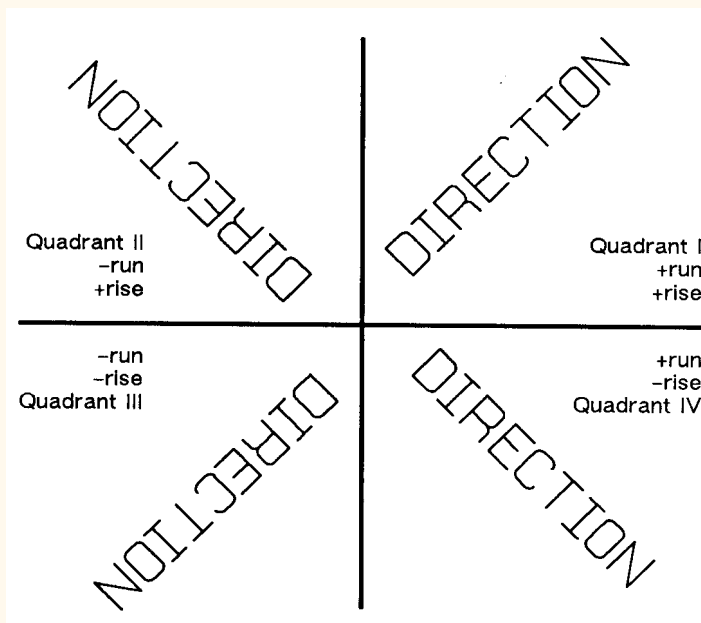 DIRECTION
DIRECTION
Quadrant II
–run
+rise
Quadrant I
+run
+rise
–run
–rise
Quadrant III
+run
–rise
Quadrant IV
DIRECTION
DIRECTION